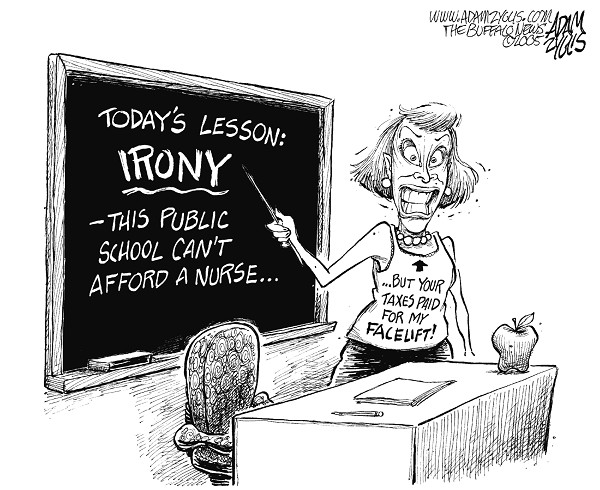 WWW.ADAMZYGLIS.COM
THE BUFFALO NEWS
©2005
ADAM
ZYGLIS
TODAY'S LESSON:
IRONY
-THIS PUBLIC
SCHOOL CAN'T
AFFORD A NURSE...
...BUT YOUR
TAXES PAID
FOR MY
FACELIFT!